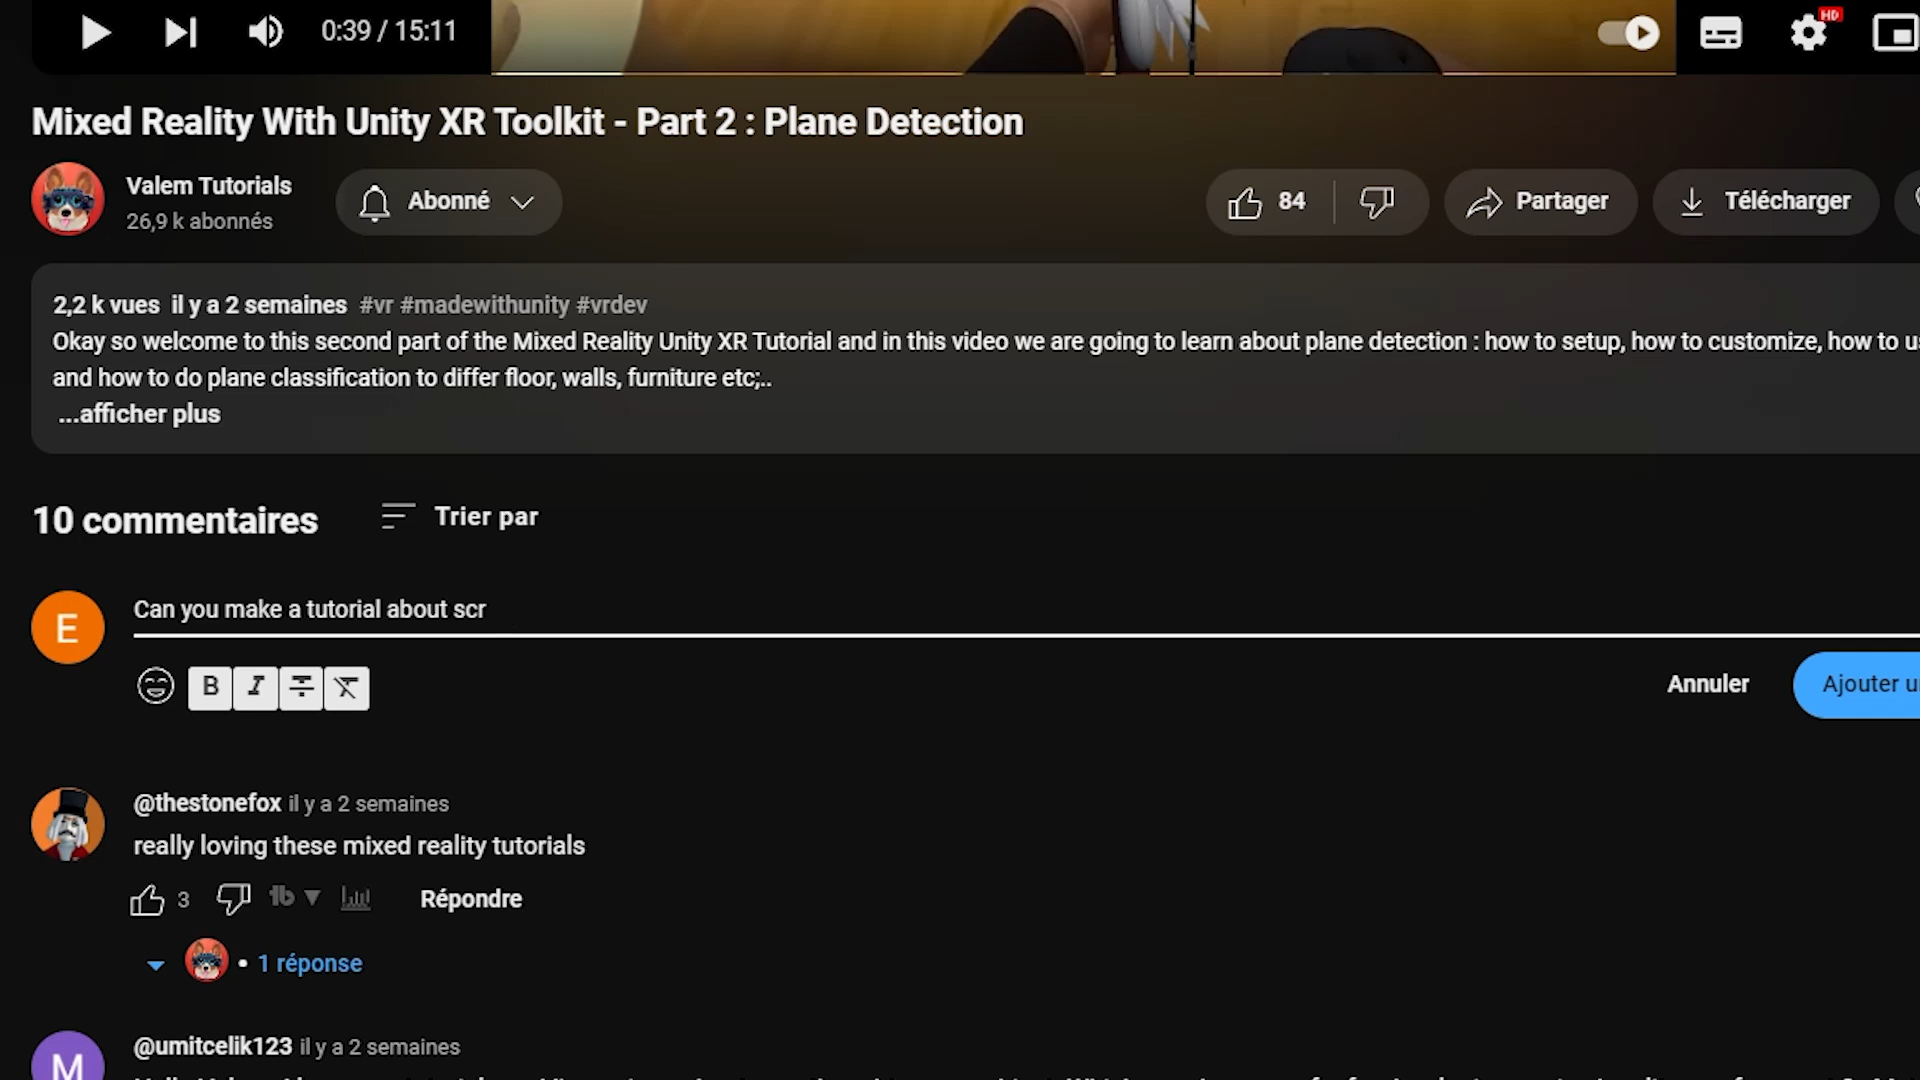 0:39 / 15:11
HD
Mixed Reality With Unity XR Toolkit - Part 2 : Plane Detection
Valem Tutorials
26,9 k abonnés
Abonné
84
Partager
Télécharger
2,2 k vues il y a 2 semaines #vr #madewithunity #vrdev
Okay so welcome to this second part of the Mixed Reality Unity XR Tutorial and in this video we are going to learn about plane detection : how to setup, how to customize, how to
and how to do plane classification to differ floor, walls, furniture etc;..
...afficher plus
10 commentaires
Trier par
E
Can you make a tutorial about scr
B I
Annuler
Ajouter
@thestonefox il y a 2 semaines
really loving these mixed reality tutorials
3
Répondre
• 1 réponse
M
@umitcelik123 il y a 2 semaines